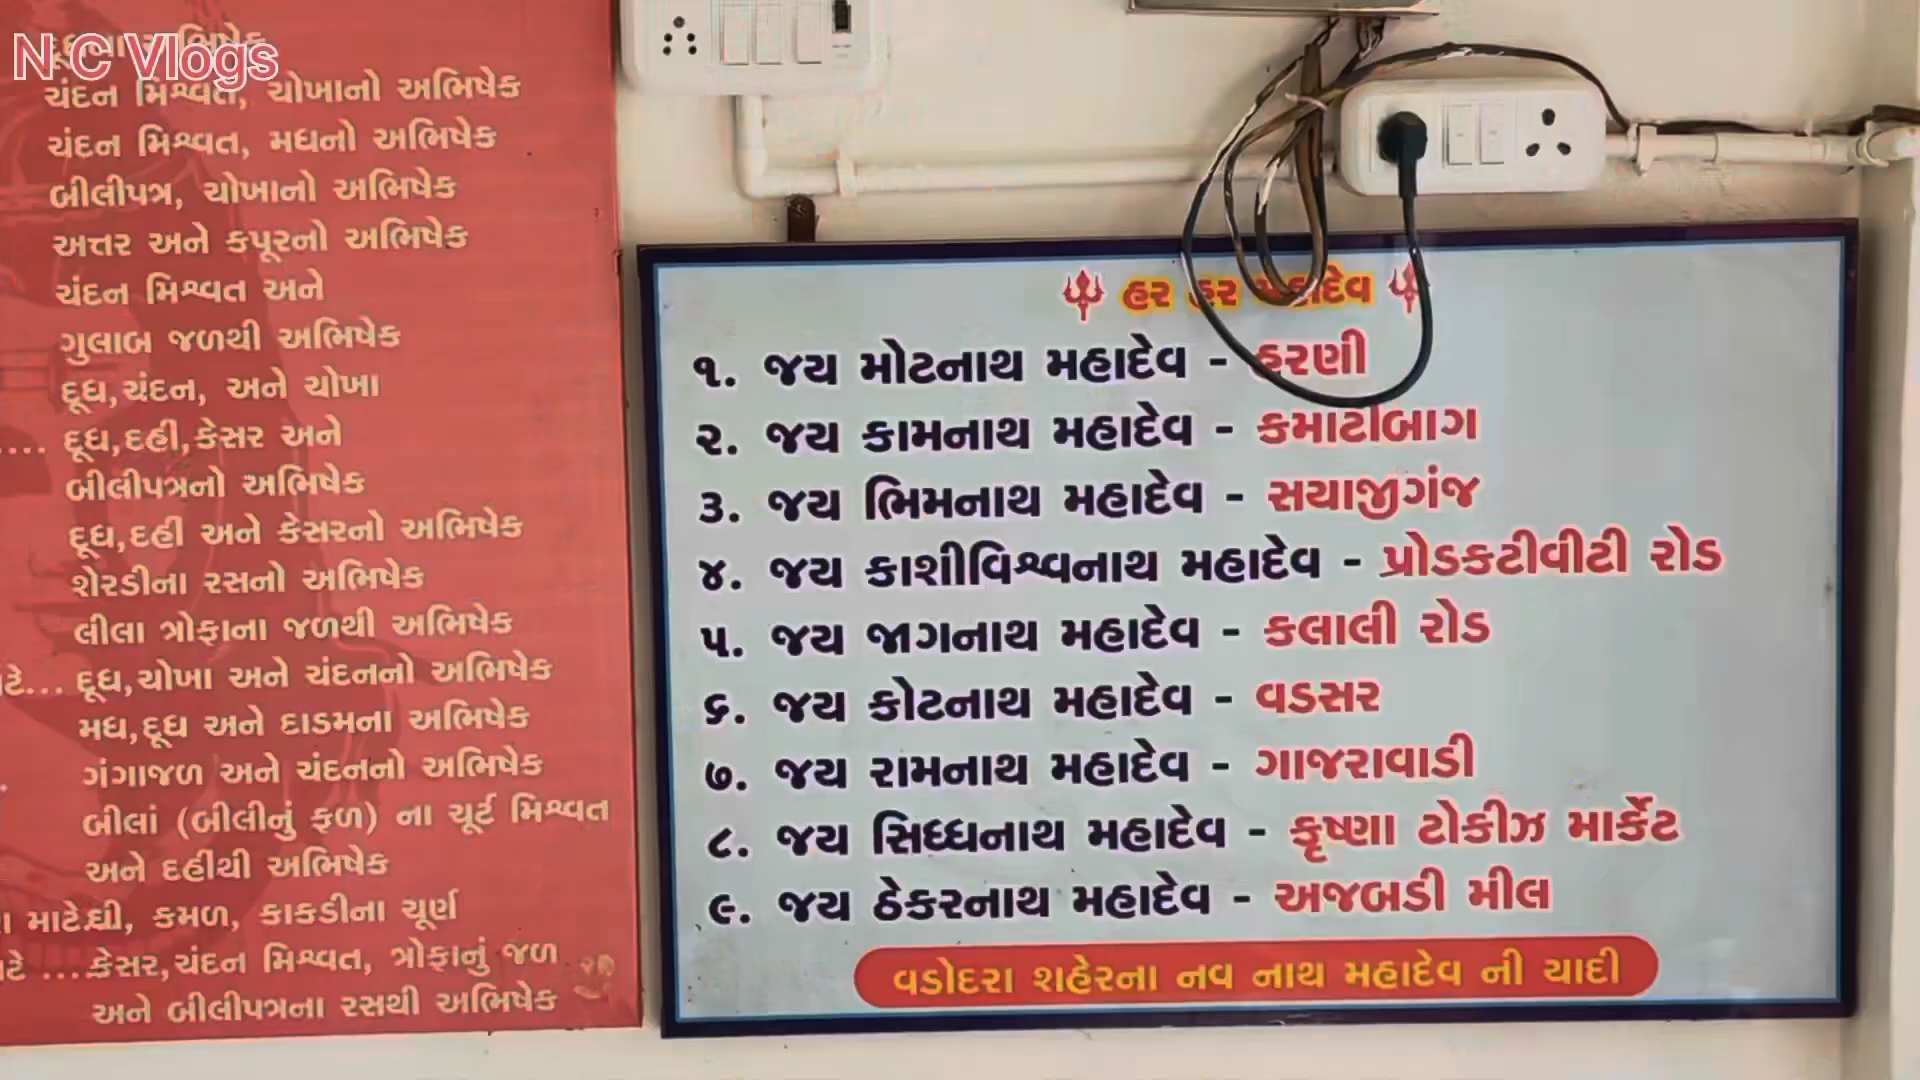 N C Vlogs
ચંદન મિશ્વત, ચોખાનો અભિષેક
ચંદન મિશ્વત, મધનો અભિષેક
બીલીપત્ર, ચોખાનો અભિષેક
અત્તર અને કપૂરનો અભિષેક
ચંદન મિશ્વત અને
ગુલાબ જળથી અભિષેક
દૂધ,ચંદન, અને ચોખા
.... દૂધ,દહી,કેસર અને
બીલીપત્રનો અભિષેક
દૂધ,દહી અને કેસરનો અભિષેક
શેરડીના રસનો અભિષેક
લીલા ત્રોફાના જળથી અભિષેક
દૂધ,ચોખા અને ચંદનનો અભિષેક
મધ,દૂધ અને દાડમના અભિષેક
ગંગાજળ અને ચંદનનો અભિષેક
બીલાં (બીલીનું ફળ) ના ચૂર્ટ મિશ્વત
અને દહીથી અભિષેક
માટે ઘી, કમળ, કાકડીના ચૂર્ણ
....કેસર,ચંદન મિશ્વત, ત્રોફાનું જળ
અને બીલીપત્રના રસથી અભિષેક
હર હર મહાદેવ
૧. જય મોટનાથ મહાદેવ - હરણી
૨. જય કામનાથ મહાદેવ - કમાટીબાગ
૩. જય ભિમનાથ મહાદેવ - સયાજીગંજ
૪. જય કાશીવિશ્વનાથ મહાદેવ - પ્રોડકટીવીટી રોડ
૫. જય જાગનાથ મહાદેવ - કલાલી રોડ
૬. જય કોટનાથ મહાદેવ - વડસર
૭. જય રામનાથ મહાદેવ - ગાજરાવાડી
૮. જય સિધ્ધનાથ મહાદેવ - કૃષ્ણા ટોકીઝ માર્કેટ
૯. જય ઠેકરનાથ મહાદેવ - અજબડી મીલ
વડોદરા શહેરના નવ નાથ મહાદેવ ની યાદી